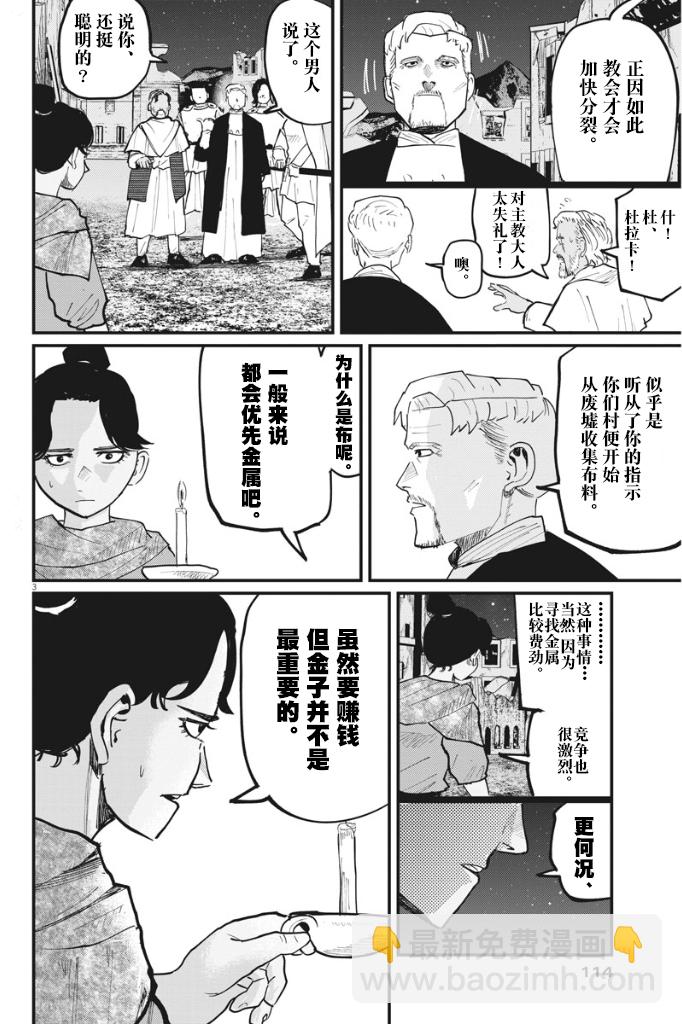 正因如此
教会才会
加快分裂。
这个男人
说了。
说你、
还挺
聪明的？
什！
杜、
杜拉卡！
对主教大人
太失礼了！
噢。
似乎是
听从了你的指示
你们村便开始
从废墟收集布料。
为什么是布呢。
一般来说
都会优先金属吧。
3
…………
这种事情…
当然 因为
寻找金属
比较费劲。
竞争也
很激烈。
更何况、
虽然要赚钱
但金子并不是
最重要的。
114
👇最新免费漫画👇
www.baozimh.com